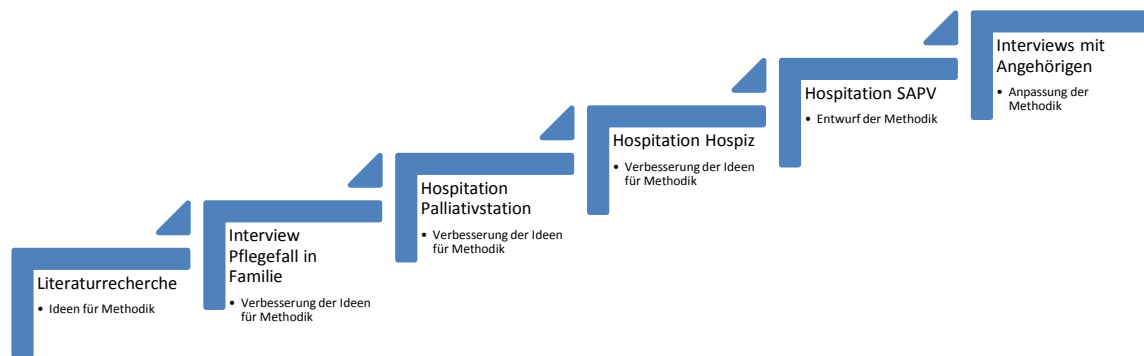 Literaturrecherche
• Ideen für Methodik
Interview
Pflegefall in
Familie
• Verbesserung der Ideen
für Methodik
Hospitation
Palliativstation
• Verbesserung der Ideen
für Methodik
Hospitation Hospiz
• Verbesserung der Ideen
für Methodik
Hospitation SAPV
• Entwurf der Methodik
Interviews mit
Angehörigen
• Anpassung der
Methodik